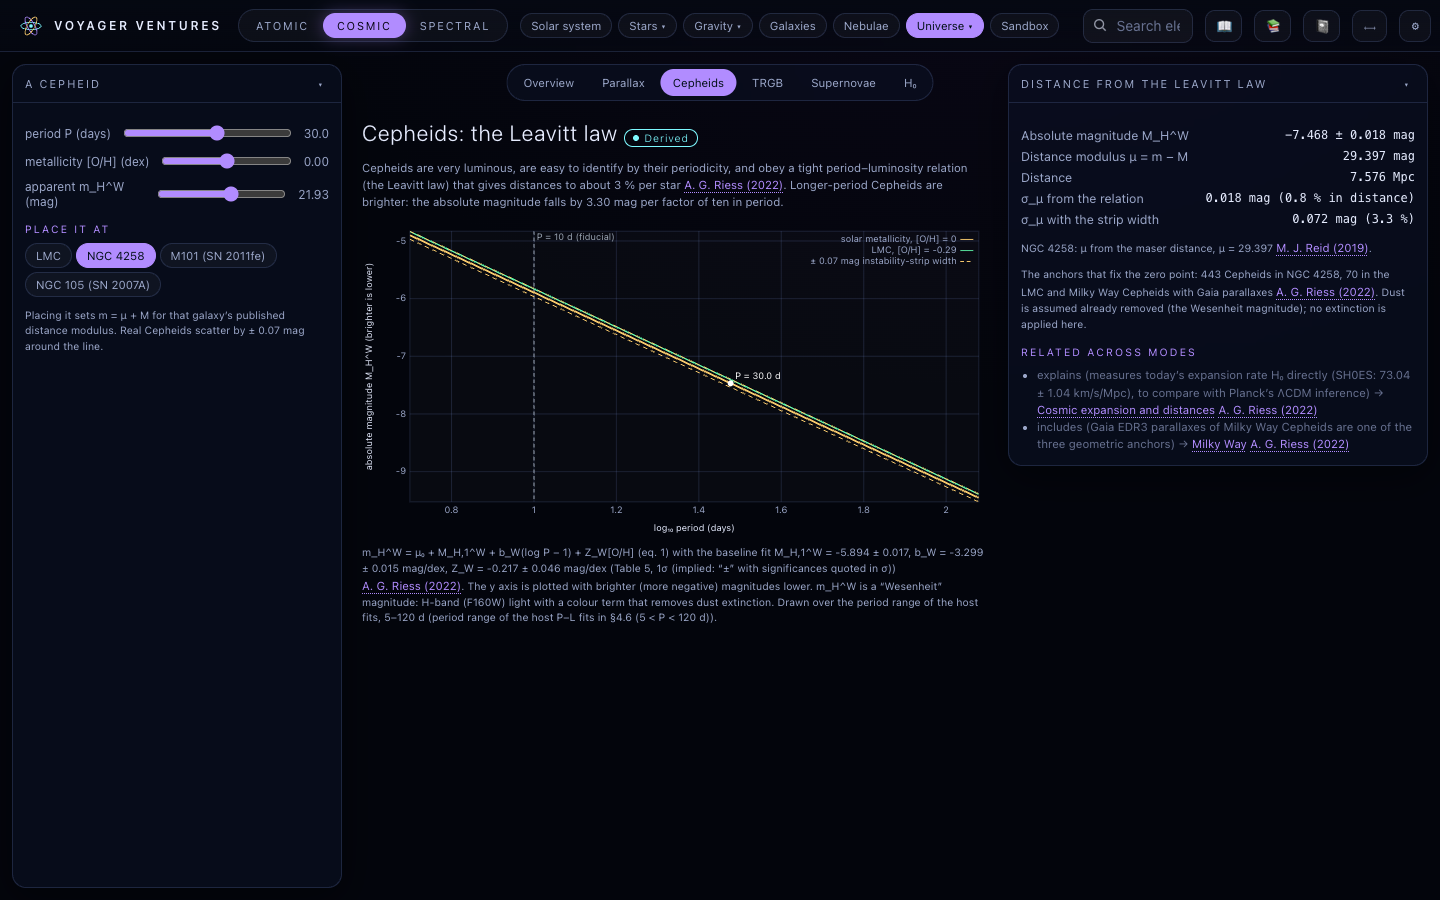 VOYAGER VENTURES
ATOMIC COSMIC SPECTRAL
Solar system Stars ▾ Gravity ▾ Galaxies Nebulae Universe ▾ Sandbox
Search el
A CEPHEID
period P (days) 30.0
metallicity [O/H] (dex) 0.00
apparent m_H^W (mag) 21.93
PLACE IT AT
LMC NGC 4258 M101 (SN 2011fe)
NGC 105 (SN 2007A)
Placing it sets m = μ + M for that galaxy's published
distance modulus. Real Cepheids scatter by ± 0.07 mag
around the line.
Overview Parallax Cepheids TRGB Supernovae H₀
Cepheids: the Leavitt law Derived
Cepheids are very luminous, are easy to identify by their periodicity, and obey a tight period–luminosity relation
(the Leavitt law) that gives distances to about 3 % per star A. G. Riess (2022). Longer-period Cepheids are
brighter: the absolute magnitude falls by 3.30 mag per factor of ten in period.
P = 10 d (fiducial)
solar metallicity, [O/H] = 0
LMC, [O/H] = -0.29
± 0.07 mag instability-strip width
-5
-6
-7
-8
-9
absolute magnitude M_H^W (brighter is lower)
P = 30.0 d
0.8 1 1.2 1.4 1.6 1.8 2
log₁₀ period (days)
m_H^W = μ₀ + M_H,1^W + b_W(log P − 1) + Z_W[O/H] (eq. 1) with the baseline fit M_H,1^W = -5.894 ± 0.017, b_W = -3.299
± 0.015 mag/dex, Z_W = -0.217 ± 0.046 mag/dex (Table 5, 1σ (implied: "±" with significances quoted in σ))
A. G. Riess (2022). The y axis is plotted with brighter (more negative) magnitudes lower. m_H^W is a "Wesenheit"
magnitude: H-band (F160W) light with a colour term that removes dust extinction. Drawn over the period range of the host
fits, 5–120 d (period range of the host P–L fits in §4.6 (5 < P < 120 d)).
DISTANCE FROM THE LEAVITT LAW
Absolute magnitude M_H^W −7.468 ± 0.018 mag
Distance modulus μ = m − M 29.397 mag
Distance 7.576 Mpc
σ_μ from the relation 0.018 mag (0.8 % in distance)
σ_μ with the strip width 0.072 mag (3.3 %)
NGC 4258: μ from the maser distance, μ = 29.397 M. J. Reid (2019).
The anchors that fix the zero point: 443 Cepheids in NGC 4258, 70 in the
LMC and Milky Way Cepheids with Gaia parallaxes A. G. Riess (2022). Dust
is assumed already removed (the Wesenheit magnitude); no extinction is
applied here.
RELATED ACROSS MODES
explains (measures today's expansion rate H₀ directly (SH0ES: 73.04
± 1.04 km/s/Mpc), to compare with Planck's ΛCDM inference) →
Cosmic expansion and distances A. G. Riess (2022)
includes (Gaia EDR3 parallaxes of Milky Way Cepheids are one of the
three geometric anchors) → Milky Way A. G. Riess (2022)